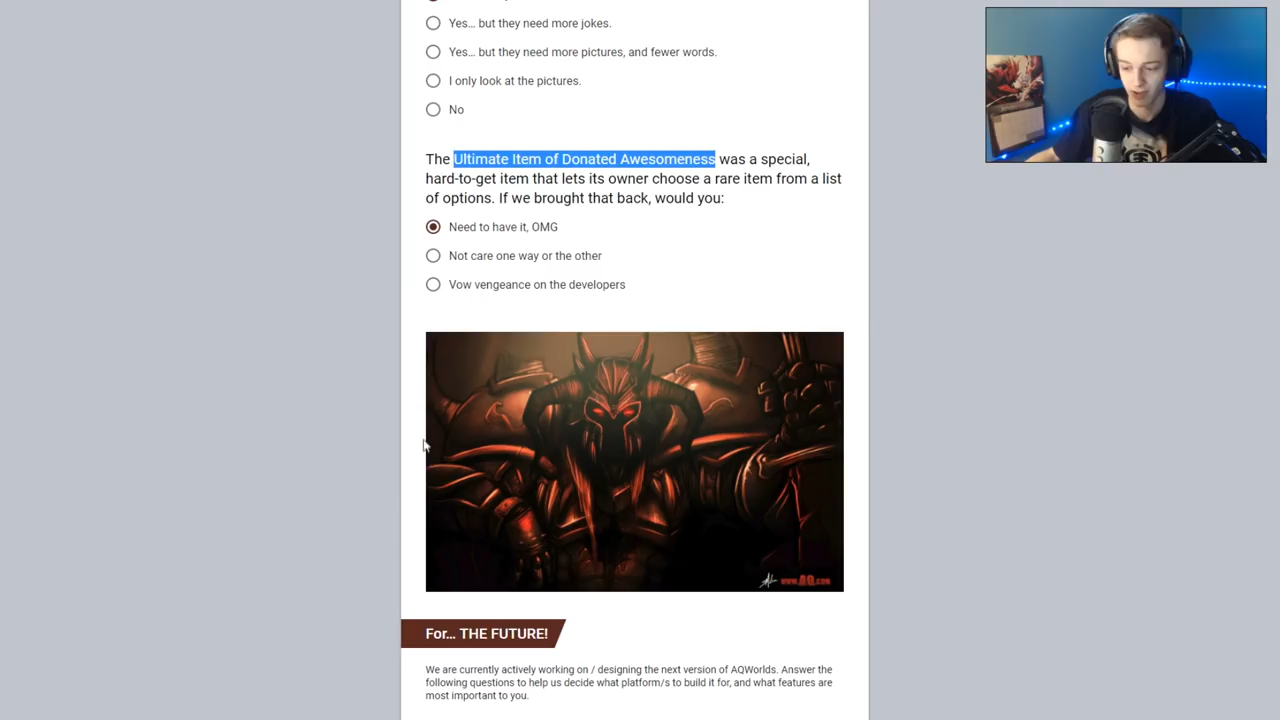 Yes... but they need more jokes.
Yes... but they need more pictures, and fewer words.
I only look at the pictures.
No
The Ultimate Item of Donated Awesomeness was a special,
hard-to-get item that lets its owner choose a rare item from a list
of options. If we brought that back, would you:
Need to have it, OMG
Not care one way or the other
Vow vengeance on the developers
WWW.AQ.COM
For... THE FUTURE!
We are currently actively working on / designing the next version of AQWorlds. Answer the
following questions to help us decide what platform/s to build it for, and what features are
most important to you.